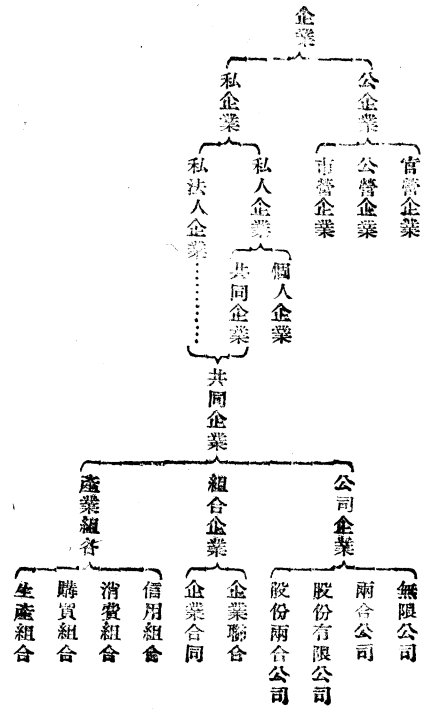 企業
公企業
私企業
官營企業
公營企業
市營企業
私人企業
私法人企業
個人企業
共同企業
共同企業
公司企業
組合企業
產業組合
無限公司
兩合公司
股份有限公司
股份兩合公司
企業聯合
企業合同
信用組合
消費組合
購買組合
生產組合